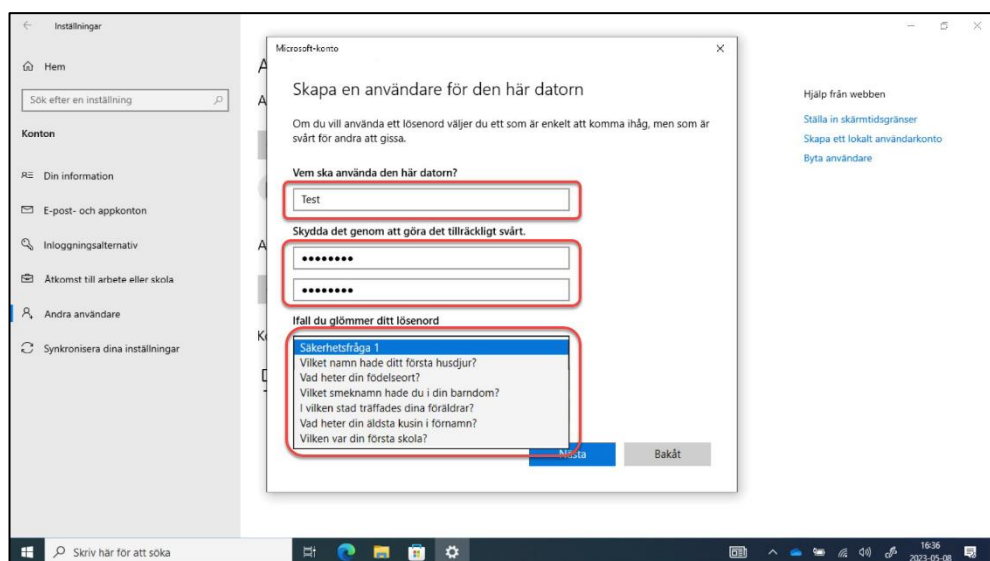 Inställningar
Hem
Sök efter en inställning
Konton
Din information
E-post- och appkonton
Inloggningsalternativ
Åtkomst till arbete eller skola
Andra användare
Synkronisera dina inställningar
A
A
A
Microsoft-konto
Skapa en användare för den här datorn
Om du vill använda ett lösenord väljer du ett som är enkelt att komma ihåg, men som är
svårt för andra att gissa.
Vem ska använda den här datorn?
Test
Skydda det genom att göra det tillräckligt svårt.
••••••••
••••••••
Ifall du glömmer ditt lösenord
Säkerhetsfråga 1
Vilket namn hade ditt första husdjur?
Vad heter din födelseort?
Vilket smeknamn hade du i din barndom?
I vilken stad träffades dina föräldrar?
Vad heter din äldsta kusin i förnamn?
Vilken var din första skola?
Nästa
Bakåt
Hjälp från webben
Ställa in skärmtidsgränser
Skapa ett lokalt användarkonto
Byta användare
Skriv här för att söka
16:36
2023-05-08